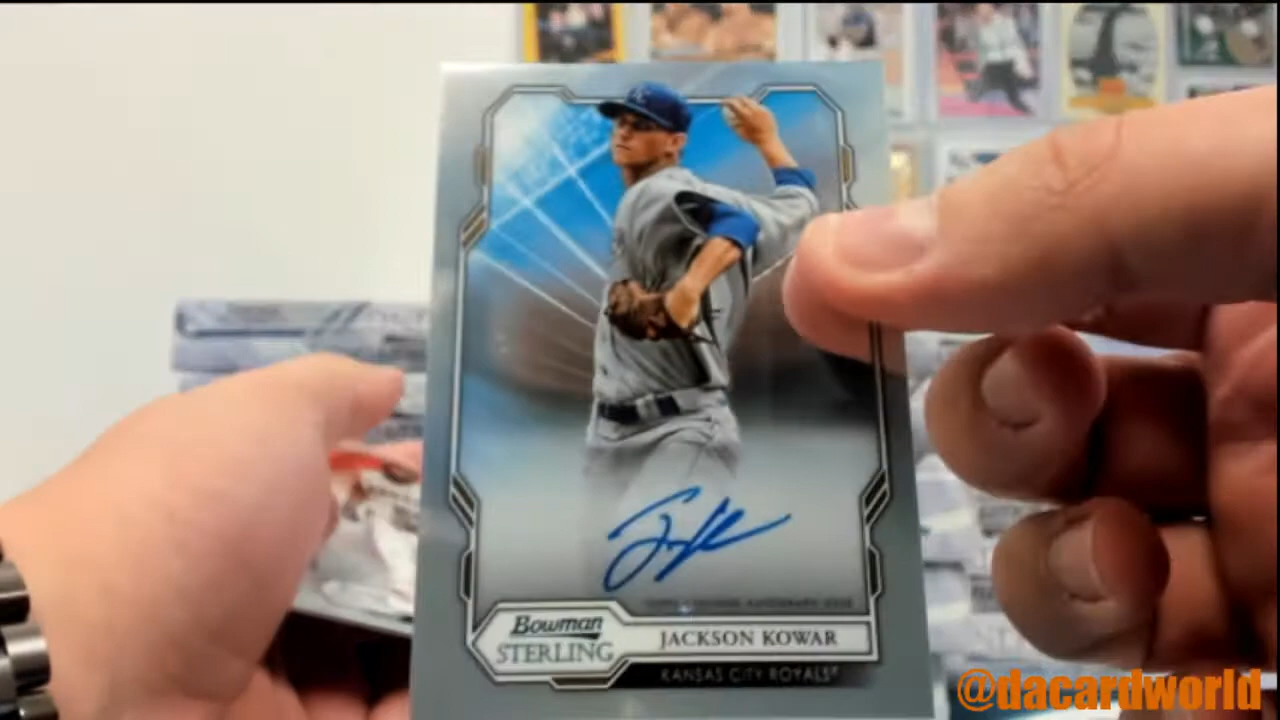 Bowman
STERLING
JACKSON KOWAR
KANSAS CITY ROYALS®
@dacardworld